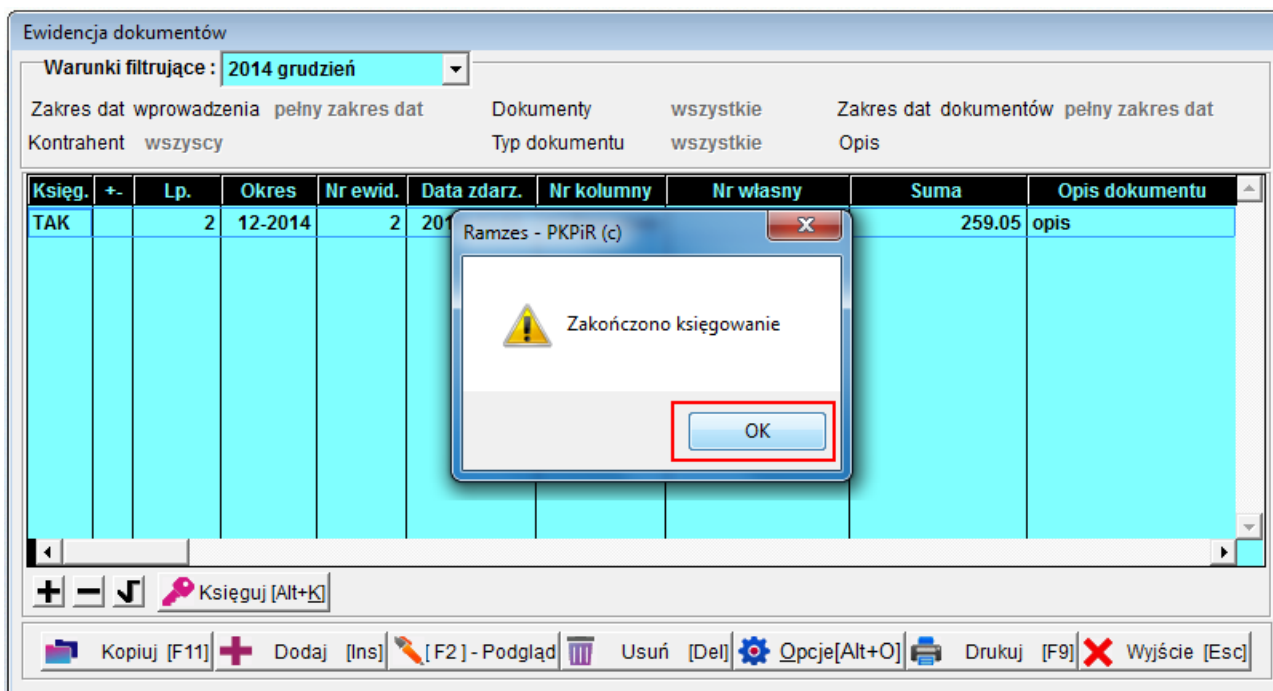 Ewidencja dokumentów
Warunki filtrujące : 2014 grudzień
Zakres dat wprowadzenia pełny zakres dat Dokumenty wszystkie Zakres dat dokumentów pełny zakres dat
Kontrahent wszyscy Typ dokumentu wszystkie Opis
Księg. +- Lp. Okres Nr ewid. Data zdarz. Nr kolumny Nr własny Suma Opis dokumentu
TAK 2 12-2014 2 201 259.05 opis
Ramzes - PKPiR (c)
Zakończono księgowanie
OK
Księguj [Alt+K]
Kopiuj [F11] Dodaj [Ins] [ F2 ] - Podgląd Usuń [Del] Opcje[Alt+O] Drukuj [F9] Wyjście [Esc]